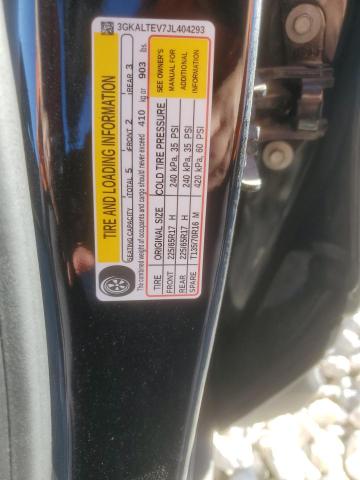 3GKALTEV7JL404293
TIRE AND LOADING INFORMATION
SEATING CAPACITY TOTAL 5 FRONT 2 REAR 3
The combined weight of occupants and cargo should never exceed 410 kg or 903 lbs.
TIRE ORIGINAL SIZE COLD TIRE PRESSURE
FRONT 225/65R17 H 240 kPa, 35 PSI
REAR 225/65R17 H 240 kPa, 35 PSI
SPARE T135/70R16 M 420 kPa, 60 PSI
SEE OWNER'S
MANUAL FOR
ADDITIONAL
INFORMATION